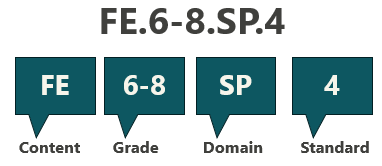 FE.6-8.SP.4
FE 6-8 SP 4
Content Grade Domain Standard